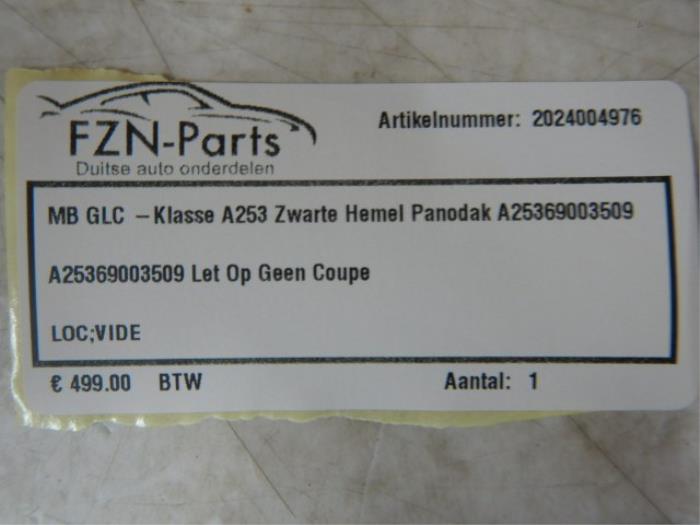 FZN-Parts
Duitse auto onderdelen
Artikelnummer: 2024004976
MB GLC -Klasse A253 Zwarte Hemel Panodak A25369003509
A25369003509 Let Op Geen Coupe
LOC;VIDE
€ 499.00 BTW Aantal: 1